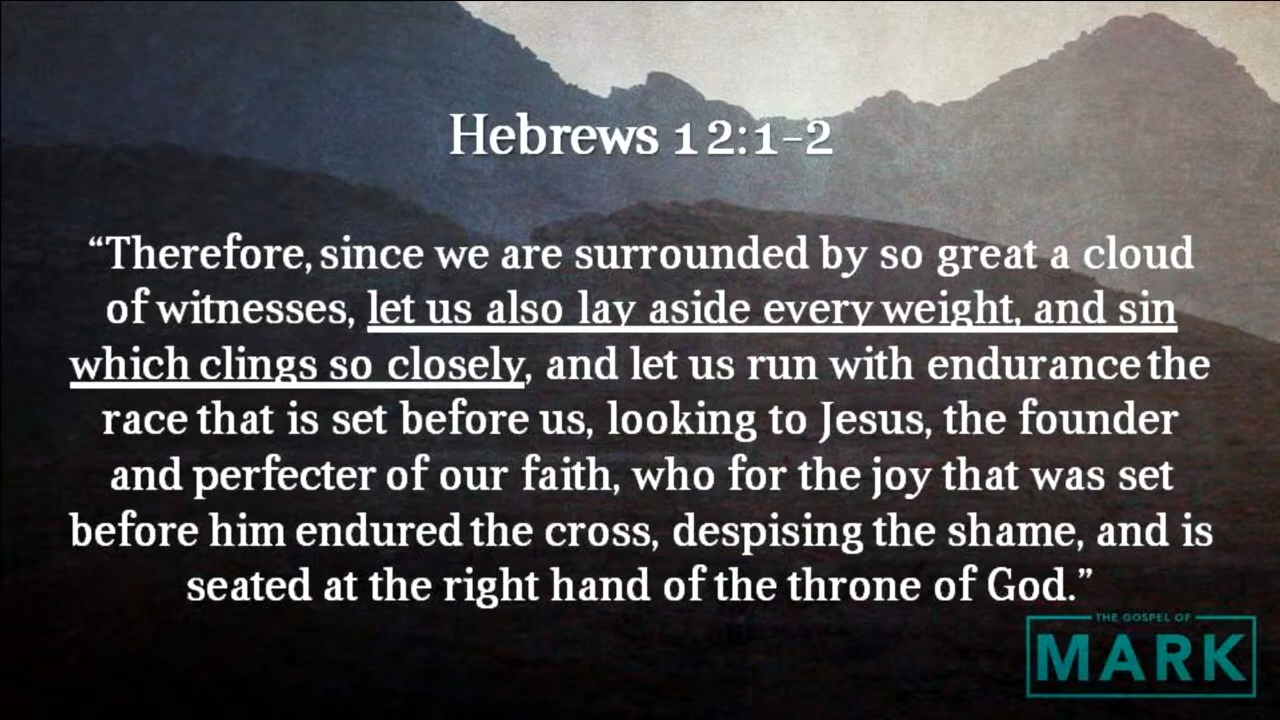 Hebrews 12:1-2
“Therefore, since we are surrounded by so great a cloud
of witnesses, let us also lay aside every weight, and sin
which clings so closely, and let us run with endurance the
race that is set before us, looking to Jesus, the founder
and perfecter of our faith, who for the joy that was set
before him endured the cross, despising the shame, and is
seated at the right hand of the throne of God.”
THE GOSPEL OF
MARK